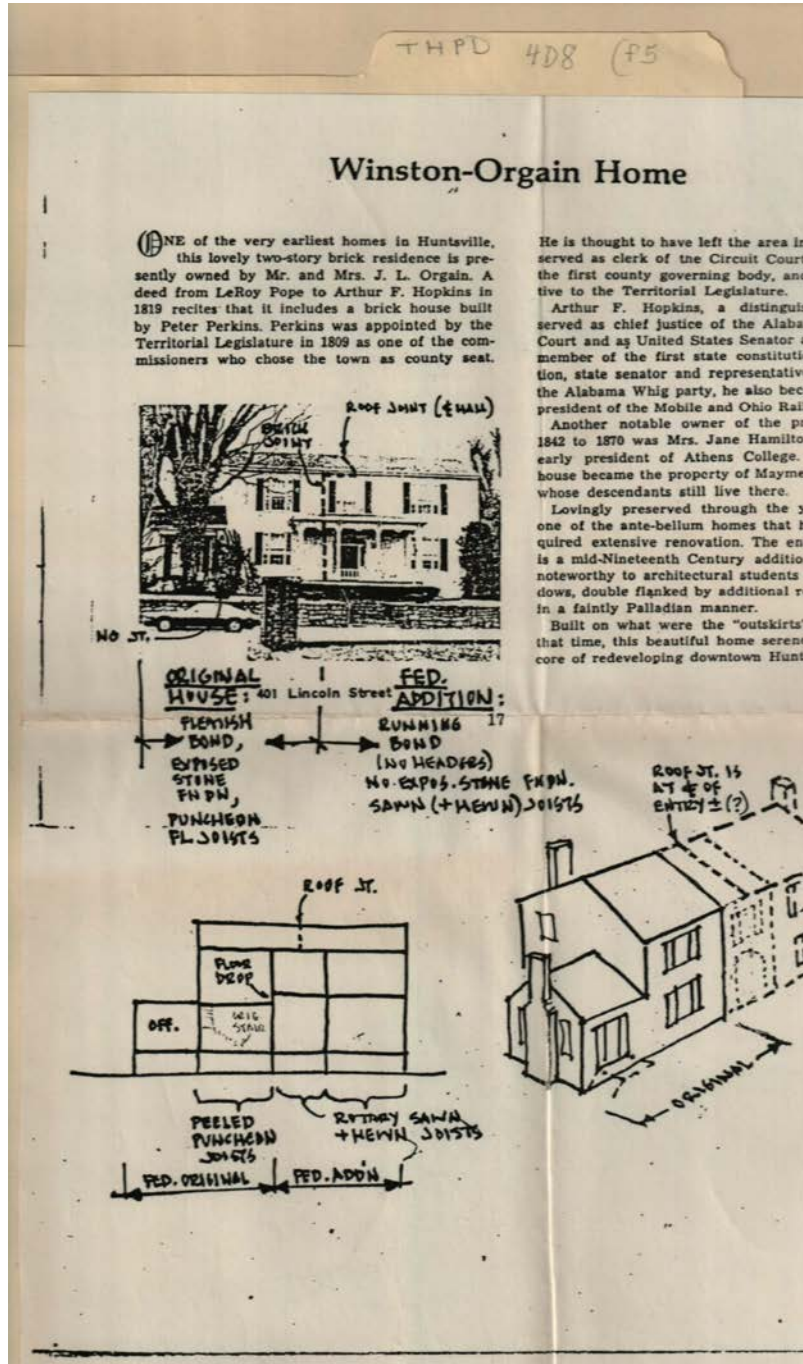 THPD 4D8 (f5
Winston-Orgain Home
ONE of the very earliest homes in Huntsville,
this lovely two-story brick residence is pre-
sently owned by Mr. and Mrs. J. L. Orgain. A
deed from LeRoy Pope to Arthur F. Hopkins in
1819 recites that it includes a brick house built
by Peter Perkins. Perkins was appointed by the
Territorial Legislature in 1809 as one of the com-
missioners who chose the town as county seat.
He is thought to have left the area in
served as clerk of the Circuit Court
the first county governing body, and
tive to the Territorial Legislature.
Arthur F. Hopkins, a distinguis
served as chief justice of the Alaba
Court and as United States Senator a
member of the first state constituti
tion, state senator and representative
the Alabama Whig party, he also bec
president of the Mobile and Ohio Rail
Another notable owner of the p
1842 to 1870 was Mrs. Jane Hamilto
early president of Athens College.
house became the property of Mayme
whose descendants still live there.
Lovingly preserved through the y
one of the ante-bellum homes that h
quired extensive renovation. The en
is a mid-Nineteenth Century additio
noteworthy to architectural students
dows, double flanked by additional r
in a faintly Palladian manner.
Built on what were the "outskirts"
that time, this beautiful home seren
core of redeveloping downtown Hunt
ROOF JOINT (& WALL)
BRICK
JOINT
NO JT.
ORIGINAL
HOUSE:
401 Lincoln Street
FED.
ADDITION:
17
FLEMISH
BOND,
EXPOSED
STONE
FNDN,
PUNCHEON
FL. JOISTS
RUNNING
BOND
(NO HEADERS)
NO EXPOS. STONE FNDN.
SAWN (+HEWN) JOISTS
ROOF JT. IS
AT ℄ OF
ENTRY ± (?)
ROOF JT.
FLOOR
DROP
OFF.
ORIG
STAIR
ORIGINAL
PEELED
PUNCHEON
JOISTS
ROTARY SAWN
+HEWN JOISTS
FED. ORIGINAL
FED. ADD'N